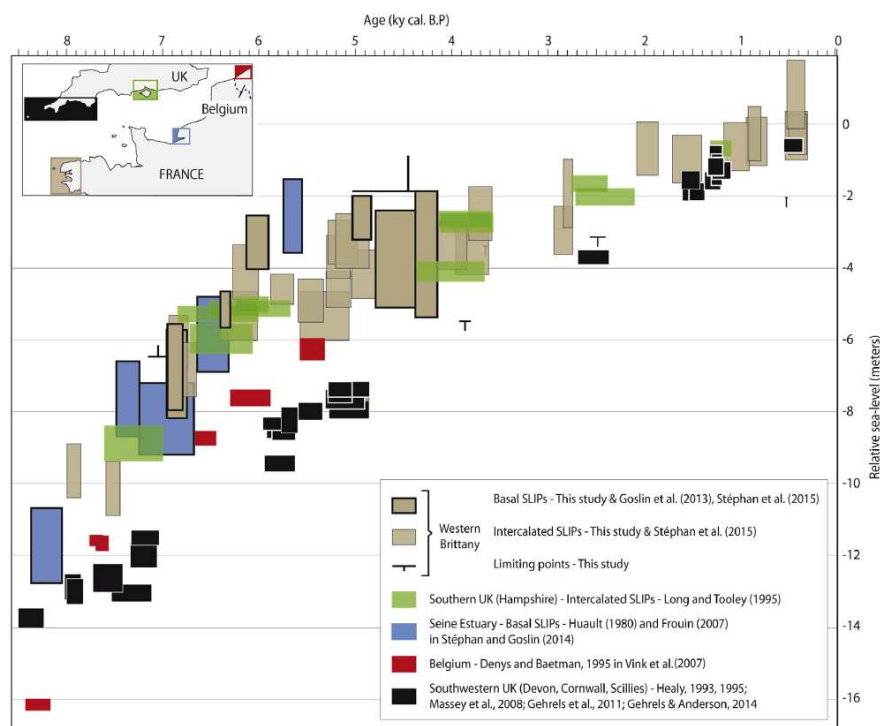 Age (ky cal. B.P)
8 7 6 5 4 3 2 1 0
UK
Belgium
FRANCE
0
-2
-4
-6
-8
-10
-12
-14
-16
Relative sea-level (meters)
Western
Brittany
Basal SLIPs - This study & Goslin et al. (2013), Stéphan et al. (2015)
Intercalated SLIPs - This study & Stéphan et al. (2015)
Limiting points - This study
Southern UK (Hampshire) - Intercalated SLIPs - Long and Tooley (1995)
Seine Estuary - Basal SLIPs - Huault (1980) and Frouin (2007)
in Stéphan and Goslin (2014)
Belgium - Denys and Baetman, 1995 in Vink et al.(2007)
Southwestern UK (Devon, Cornwall, Scillies) - Healy, 1993, 1995;
Massey et al., 2008; Gehrels et al., 2011; Gehrels & Anderson, 2014